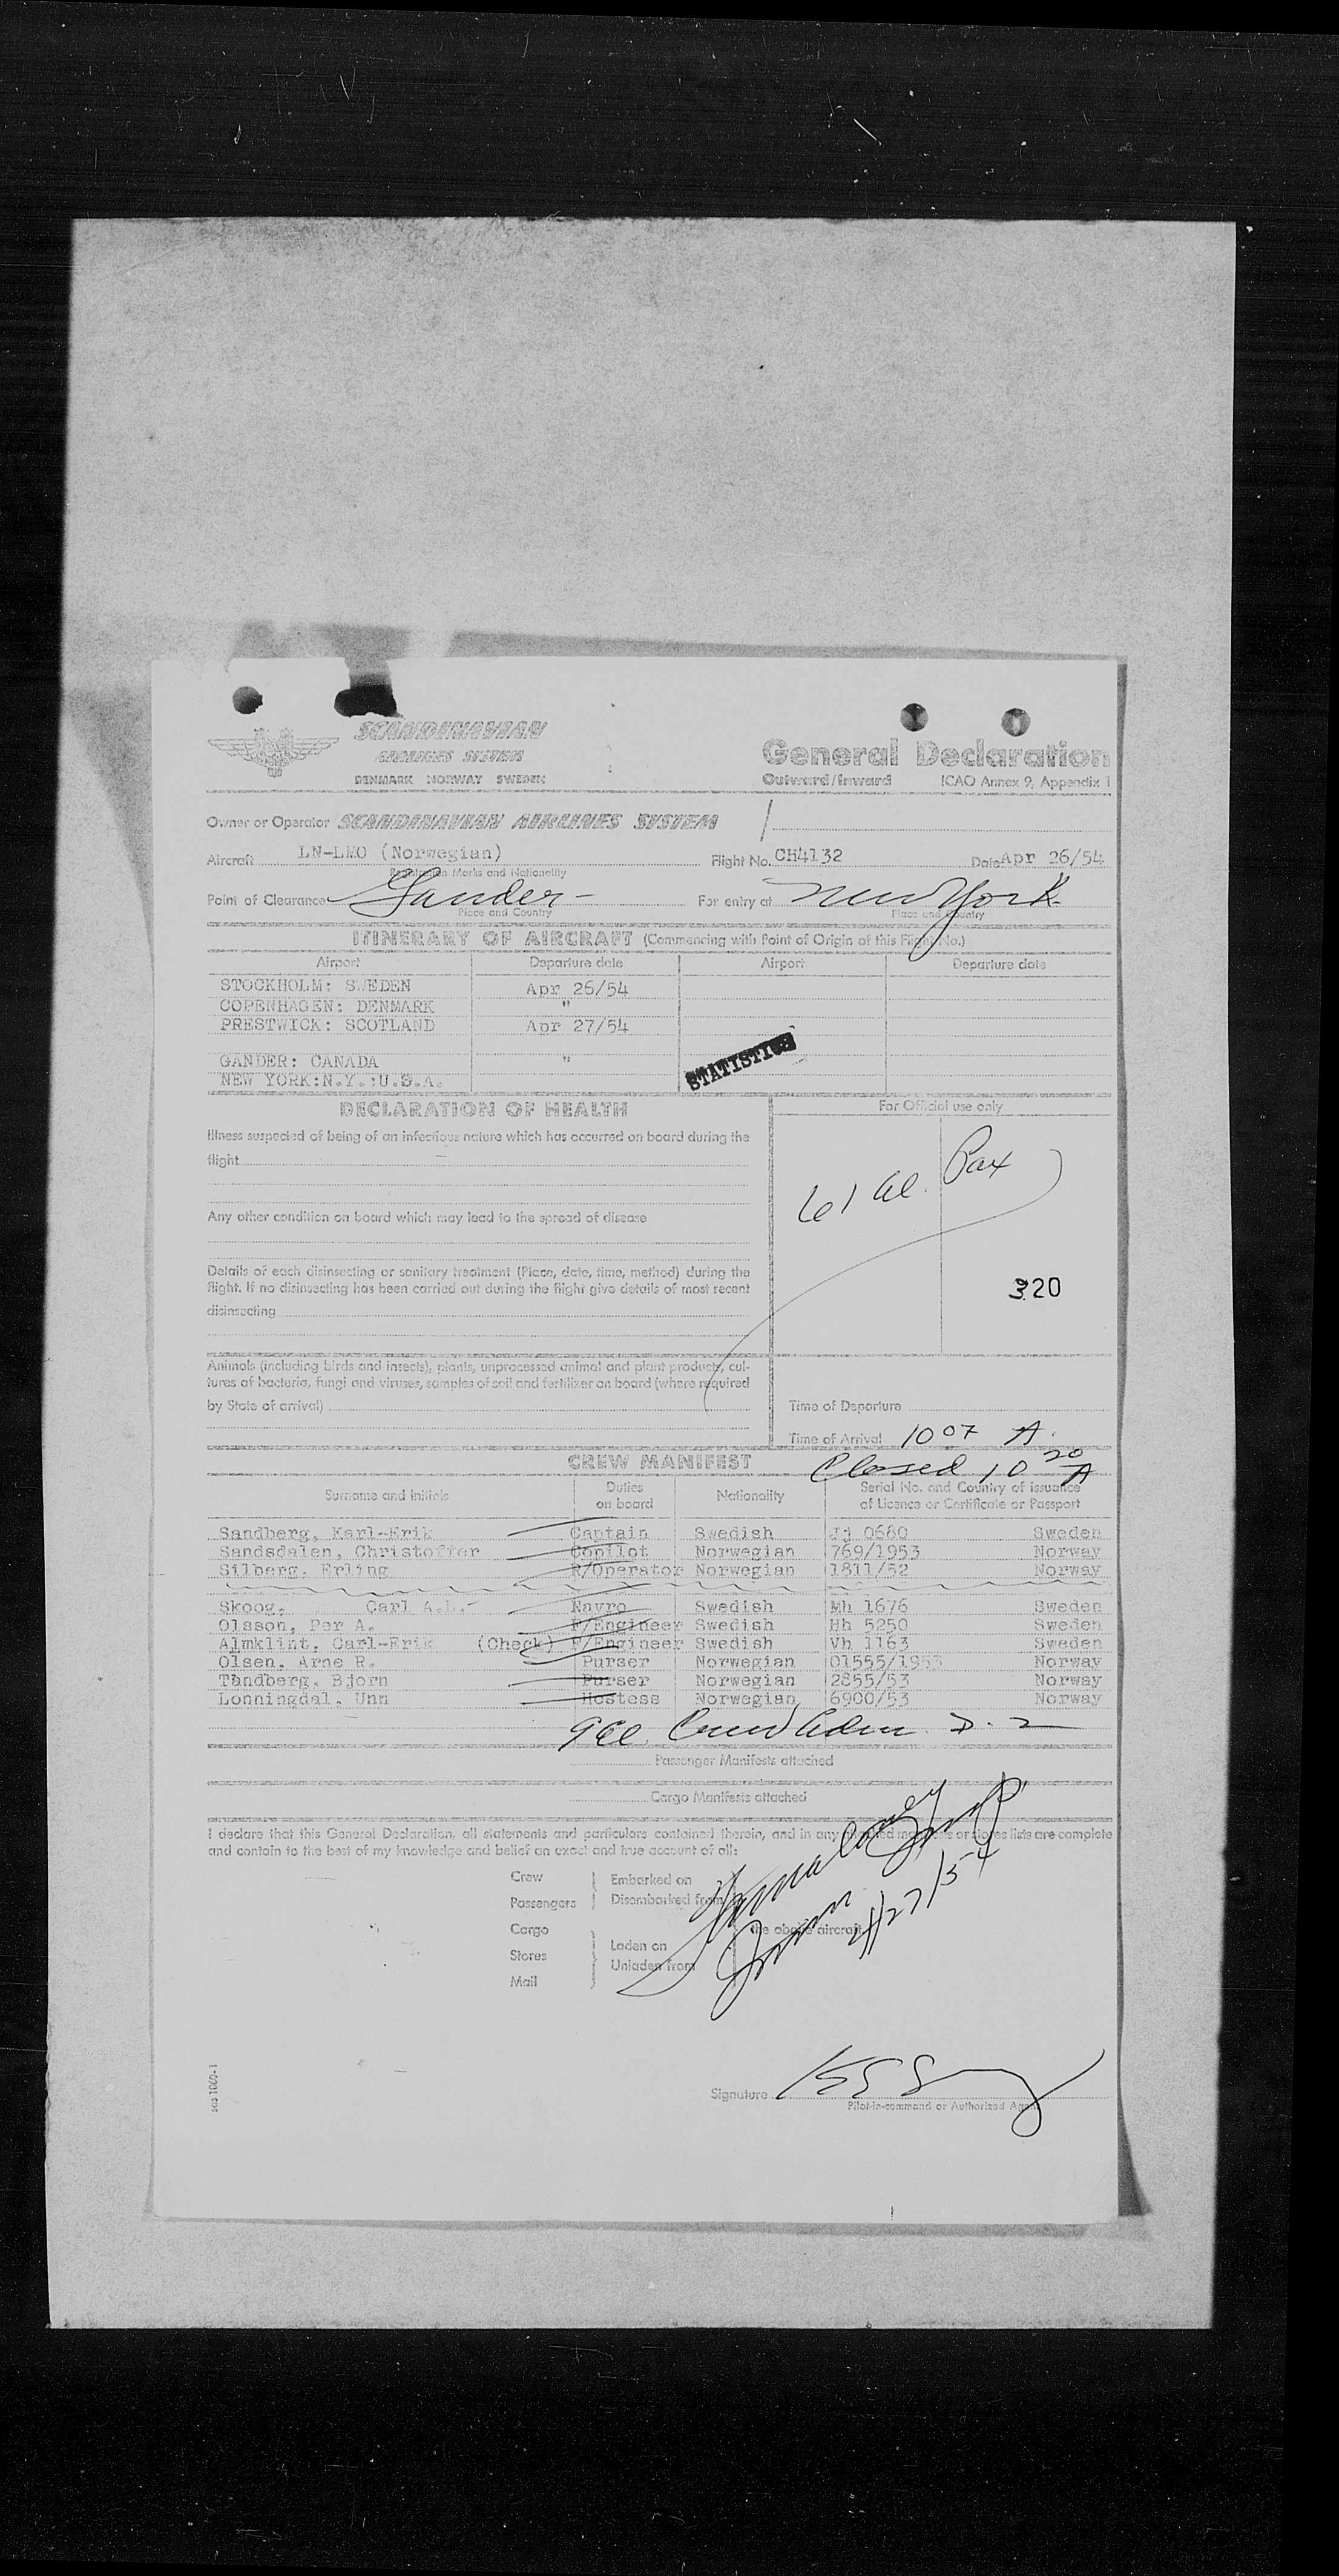 SCANDINAVIAN
AIRLINES SYSTEM
DENMARK NORWAY SWEDEN
General Declaration
Outward/Inward ICAO Annex 9, Appendix 1
Owner or Operator SCANDINAVIAN AIRLINES SYSTEM
Aircraft LN-LMO (Norwegian) Flight No. CH4132 Date Apr 26/54
Registration Marks and Nationality
Point of Clearance Gander For entry at New York
Place and Country Place and Country
ITINERARY OF AIRCRAFT (Commencing with Point of Origin of this Flight No.)
Airport Departure date Airport Departure date
STOCKHOLM: SWEDEN Apr 26/54
COPENHAGEN: DENMARK "
PRESTWICK: SCOTLAND Apr 27/54
GANDER: CANADA "
NEW YORK:N.Y.:U.S.A.
STATISTICS
DECLARATION OF HEALTH
For Official use only
Illness suspected of being of an infectious nature which has occurred on board during the
flight
Any other condition on board which may lead to the spread of disease
Details of each disinsecting or sanitary treatment (Place, date, time, method) during the
flight. If no disinsecting has been carried out during the flight give details of most recent
disinsecting
61 al. Pax
320
Animals (including birds and insects), plants, unprocessed animal and plant products, cul-
tures of bacteria, fungi and viruses, samples of soil and fertilizer on board (where required
by State of arrival)
Time of Departure
Time of Arrival 1007 A.
Closed 10 20 A
CREW MANIFEST
Surname and initials Duties on board Nationality Serial No. and Country of issuance of Licence or Certificate or Passport
Sandberg, Karl-Erik Captain Swedish Jj 0680 Sweden
Sandsdalen, Christoffer Copilot Norwegian 769/1953 Norway
Silberg, Erling R/Operator Norwegian 1811/52 Norway
Skoog, Carl A.L. Navro Swedish Mh 1676 Sweden
Olsson, Per A. F/Engineer Swedish Hh 5250 Sweden
Almklint, Carl-Erik (Check) F/Engineer Swedish Vh 1163 Sweden
Olsen, Arne R. Purser Norwegian 01555/1953 Norway
Tandberg, Bjorn Purser Norwegian 2855/53 Norway
Lonningdal, Unn Hostess Norwegian 6900/53 Norway
9 al. Crew Adm. D-2
Passenger Manifests attached
Cargo Manifests attached
I declare that this General Declaration, all statements and particulars contained therein, and in any lists are complete
and contain to the best of my knowledge and belief an exact and true account of all:
Crew Embarked on
Passengers Disembarked from
Cargo the above aircraft
Stores Laden on
Mail Unladen from
4/27/54
Signature
Pilot-in-command or Authorized Agent
sas 1060-1